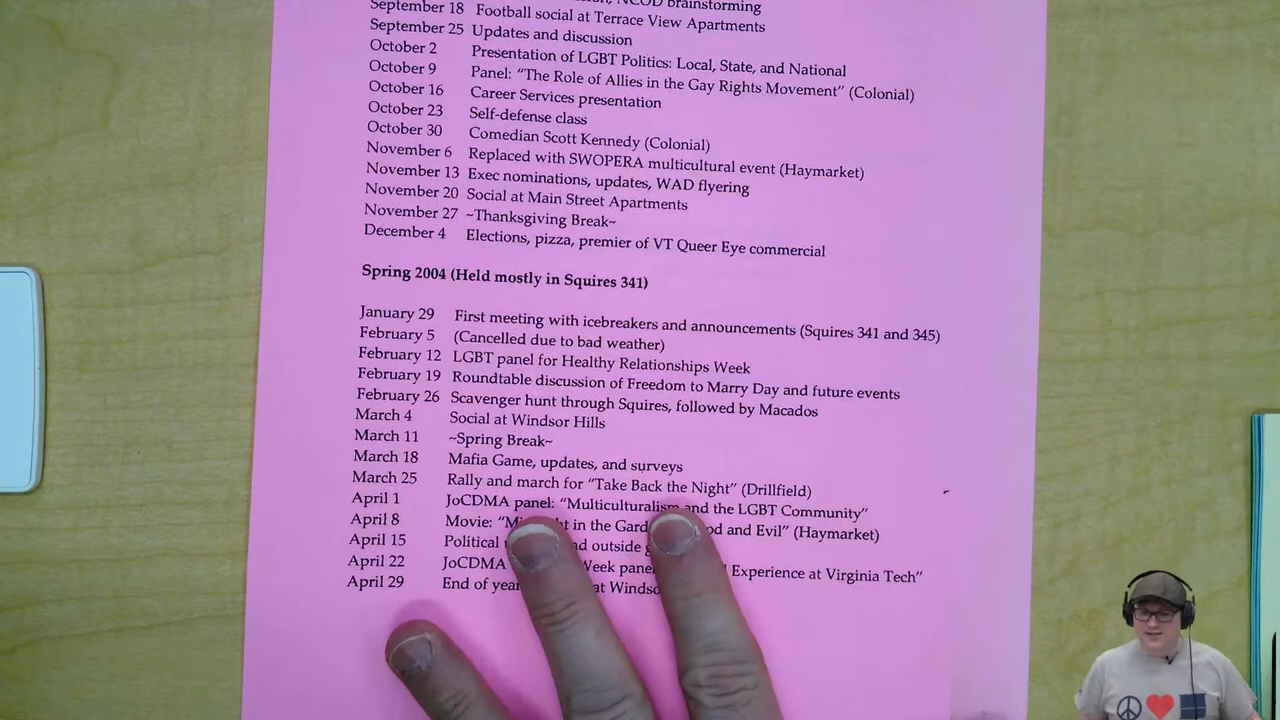 NCOD brainstorming
September 18 Football social at Terrace View Apartments
September 25 Updates and discussion
October 2 Presentation of LGBT Politics: Local, State, and National
October 9 Panel: “The Role of Allies in the Gay Rights Movement” (Colonial)
October 16 Career Services presentation
October 23 Self-defense class
October 30 Comedian Scott Kennedy (Colonial)
November 6 Replaced with SWOPERA multicultural event (Haymarket)
November 13 Exec nominations, updates, WAD flyering
November 20 Social at Main Street Apartments
November 27 ~Thanksgiving Break~
December 4 Elections, pizza, premier of VT Queer Eye commercial
Spring 2004 (Held mostly in Squires 341)
January 29 First meeting with icebreakers and announcements (Squires 341 and 345)
February 5 (Cancelled due to bad weather)
February 12 LGBT panel for Healthy Relationships Week
February 19 Roundtable discussion of Freedom to Marry Day and future events
February 26 Scavenger hunt through Squires, followed by Macados
March 4 Social at Windsor Hills
March 11 ~Spring Break~
March 18 Mafia Game, updates, and surveys
March 25 Rally and march for “Take Back the Night” (Drillfield)
April 1 JoCDMA panel: “Multiculturalism and the LGBT Community”
April 8 Movie: “ in the and Evil” (Haymarket)
April 15 Political outside
April 22 JoCDMA Week Experience at Virginia Tech”
April 29 End of at